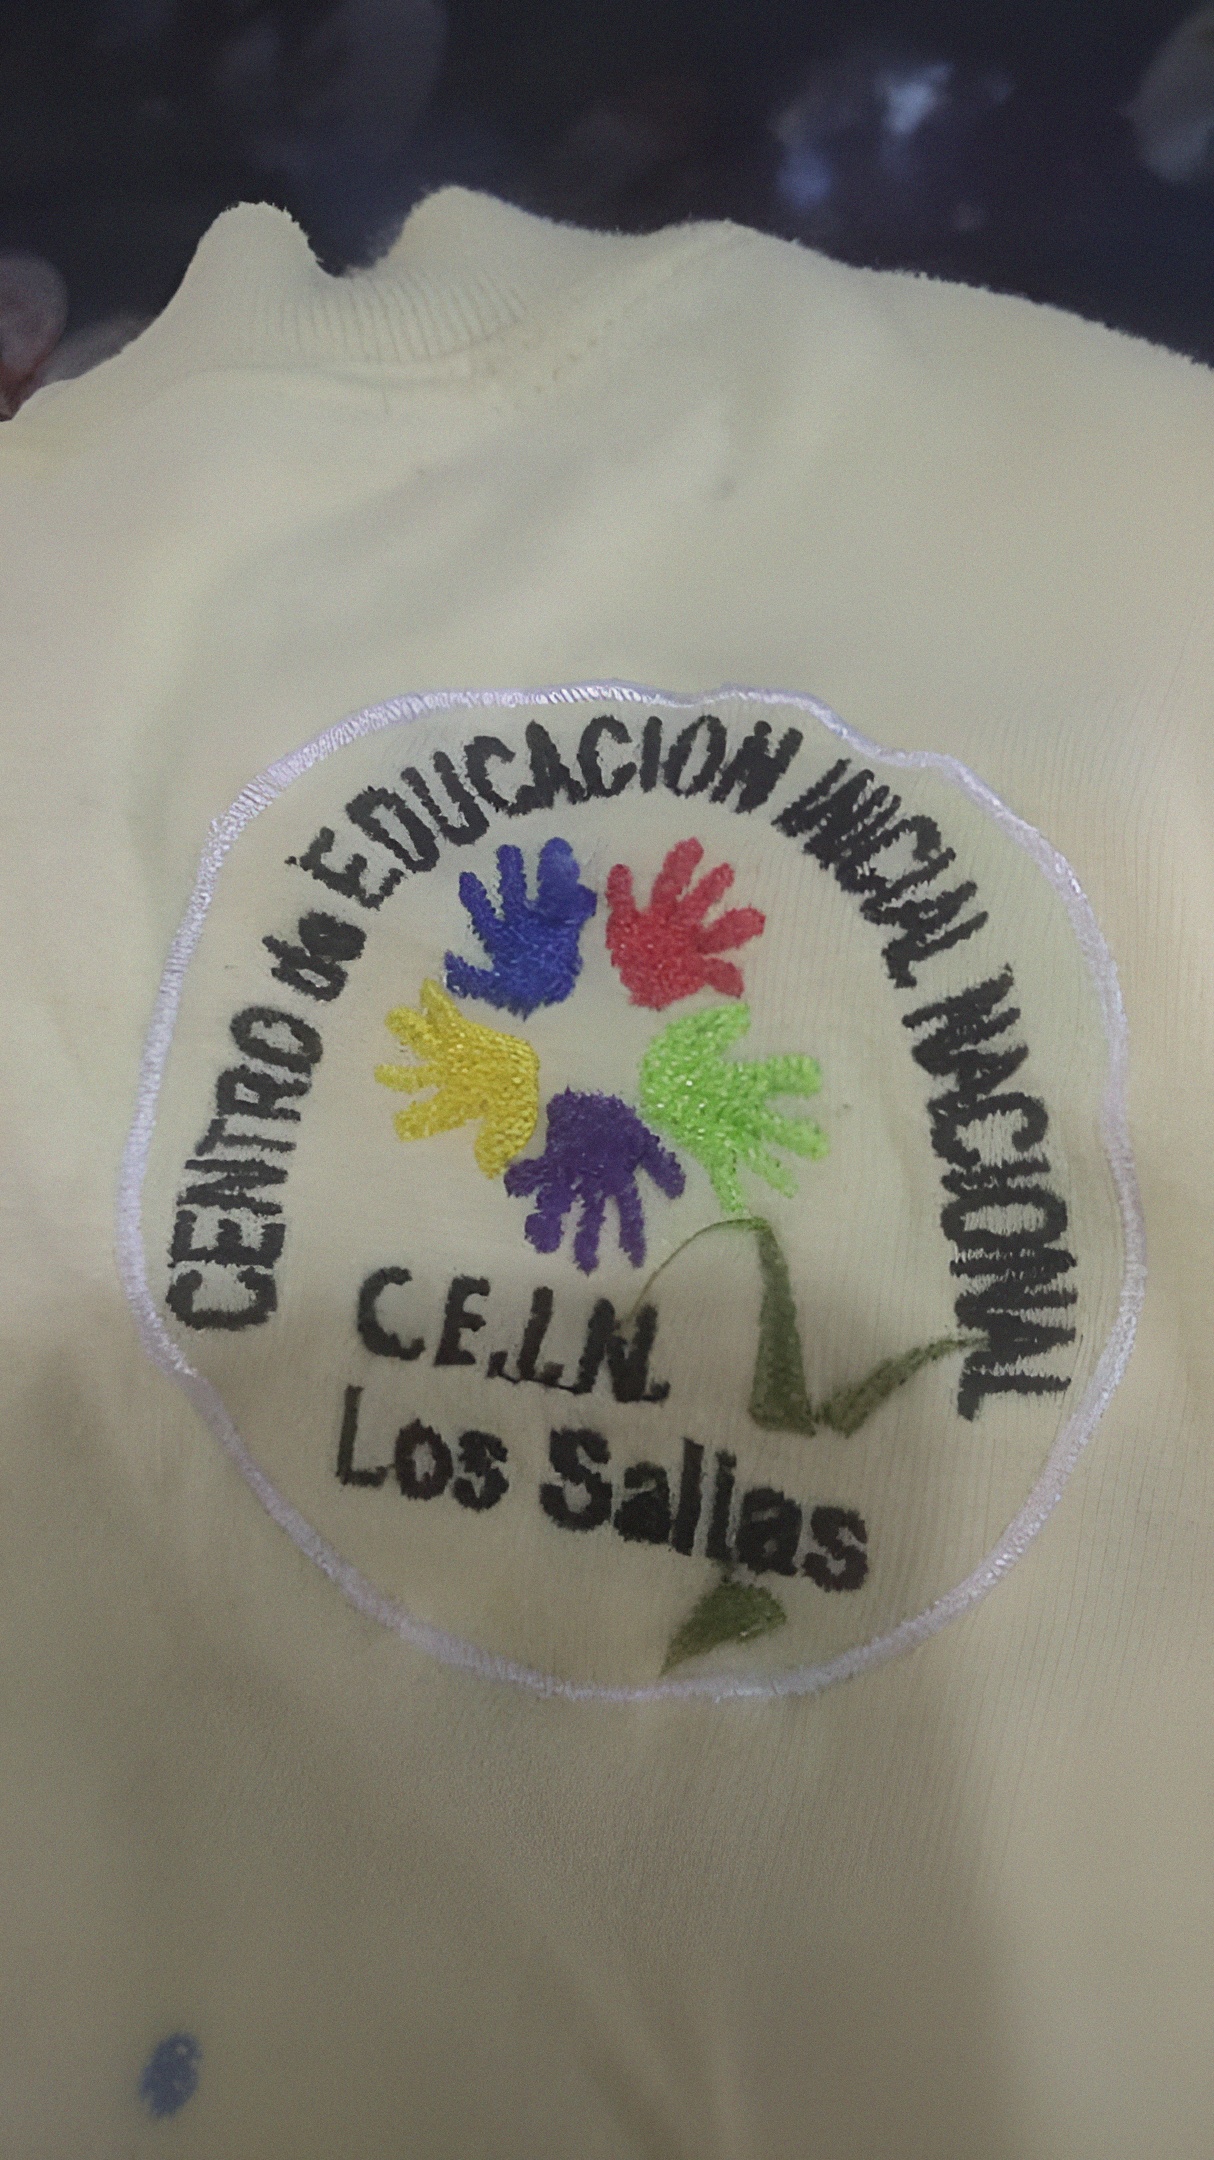 CENTRO de EDUCACION INICIAL NACIONAL
C.E.I.N.
Los Salias